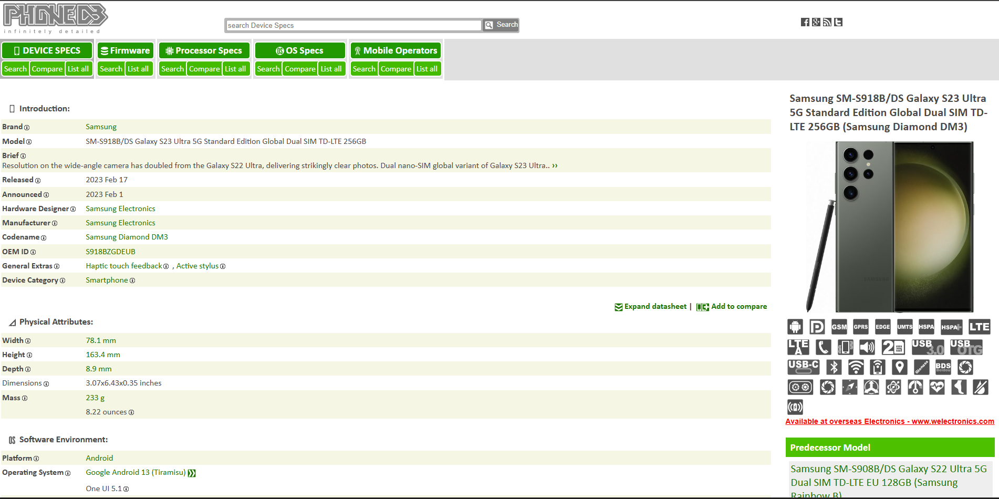 PHONEDB
infinitely detailed
search Device Specs
Search
DEVICE SPECS
Search Compare List all
Firmware
Search List all
Processor Specs
Search Compare List all
OS Specs
Search Compare List all
Mobile Operators
Search Compare List all
Introduction:
Brand Samsung
Model SM-S918B/DS Galaxy S23 Ultra 5G Standard Edition Global Dual SIM TD-LTE 256GB
Brief
Resolution on the wide-angle camera has doubled from the Galaxy S22 Ultra, delivering strikingly clear photos. Dual nano-SIM global variant of Galaxy S23 Ultra.. ››
Released 2023 Feb 17
Announced 2023 Feb 1
Hardware Designer Samsung Electronics
Manufacturer Samsung Electronics
Codename Samsung Diamond DM3
OEM ID S918BZGDEUB
General Extras Haptic touch feedback , Active stylus
Device Category Smartphone
Expand datasheet | Add to compare
Physical Attributes:
Width 78.1 mm
Height 163.4 mm
Depth 8.9 mm
Dimensions 3.07x6.43x0.35 inches
Mass 233 g
8.22 ounces
OS Software Environment:
Platform Android
Operating System Google Android 13 (Tiramisu)
One UI 5.1
Samsung SM-S918B/DS Galaxy S23 Ultra
5G Standard Edition Global Dual SIM TD-
LTE 256GB (Samsung Diamond DM3)
SAMSUNG
GSM GPRS EDGE UMTS HSPA HSPA+ LTE
LTE A 2 USB 3.0 USB OTG
USB-C Glonass BDS Beidou
Available at overseas Electronics - www.welectronics.com
Predecessor Model
Samsung SM-S908B/DS Galaxy S22 Ultra 5G
Dual SIM TD-LTE EU 128GB (Samsung
Rainbow B)